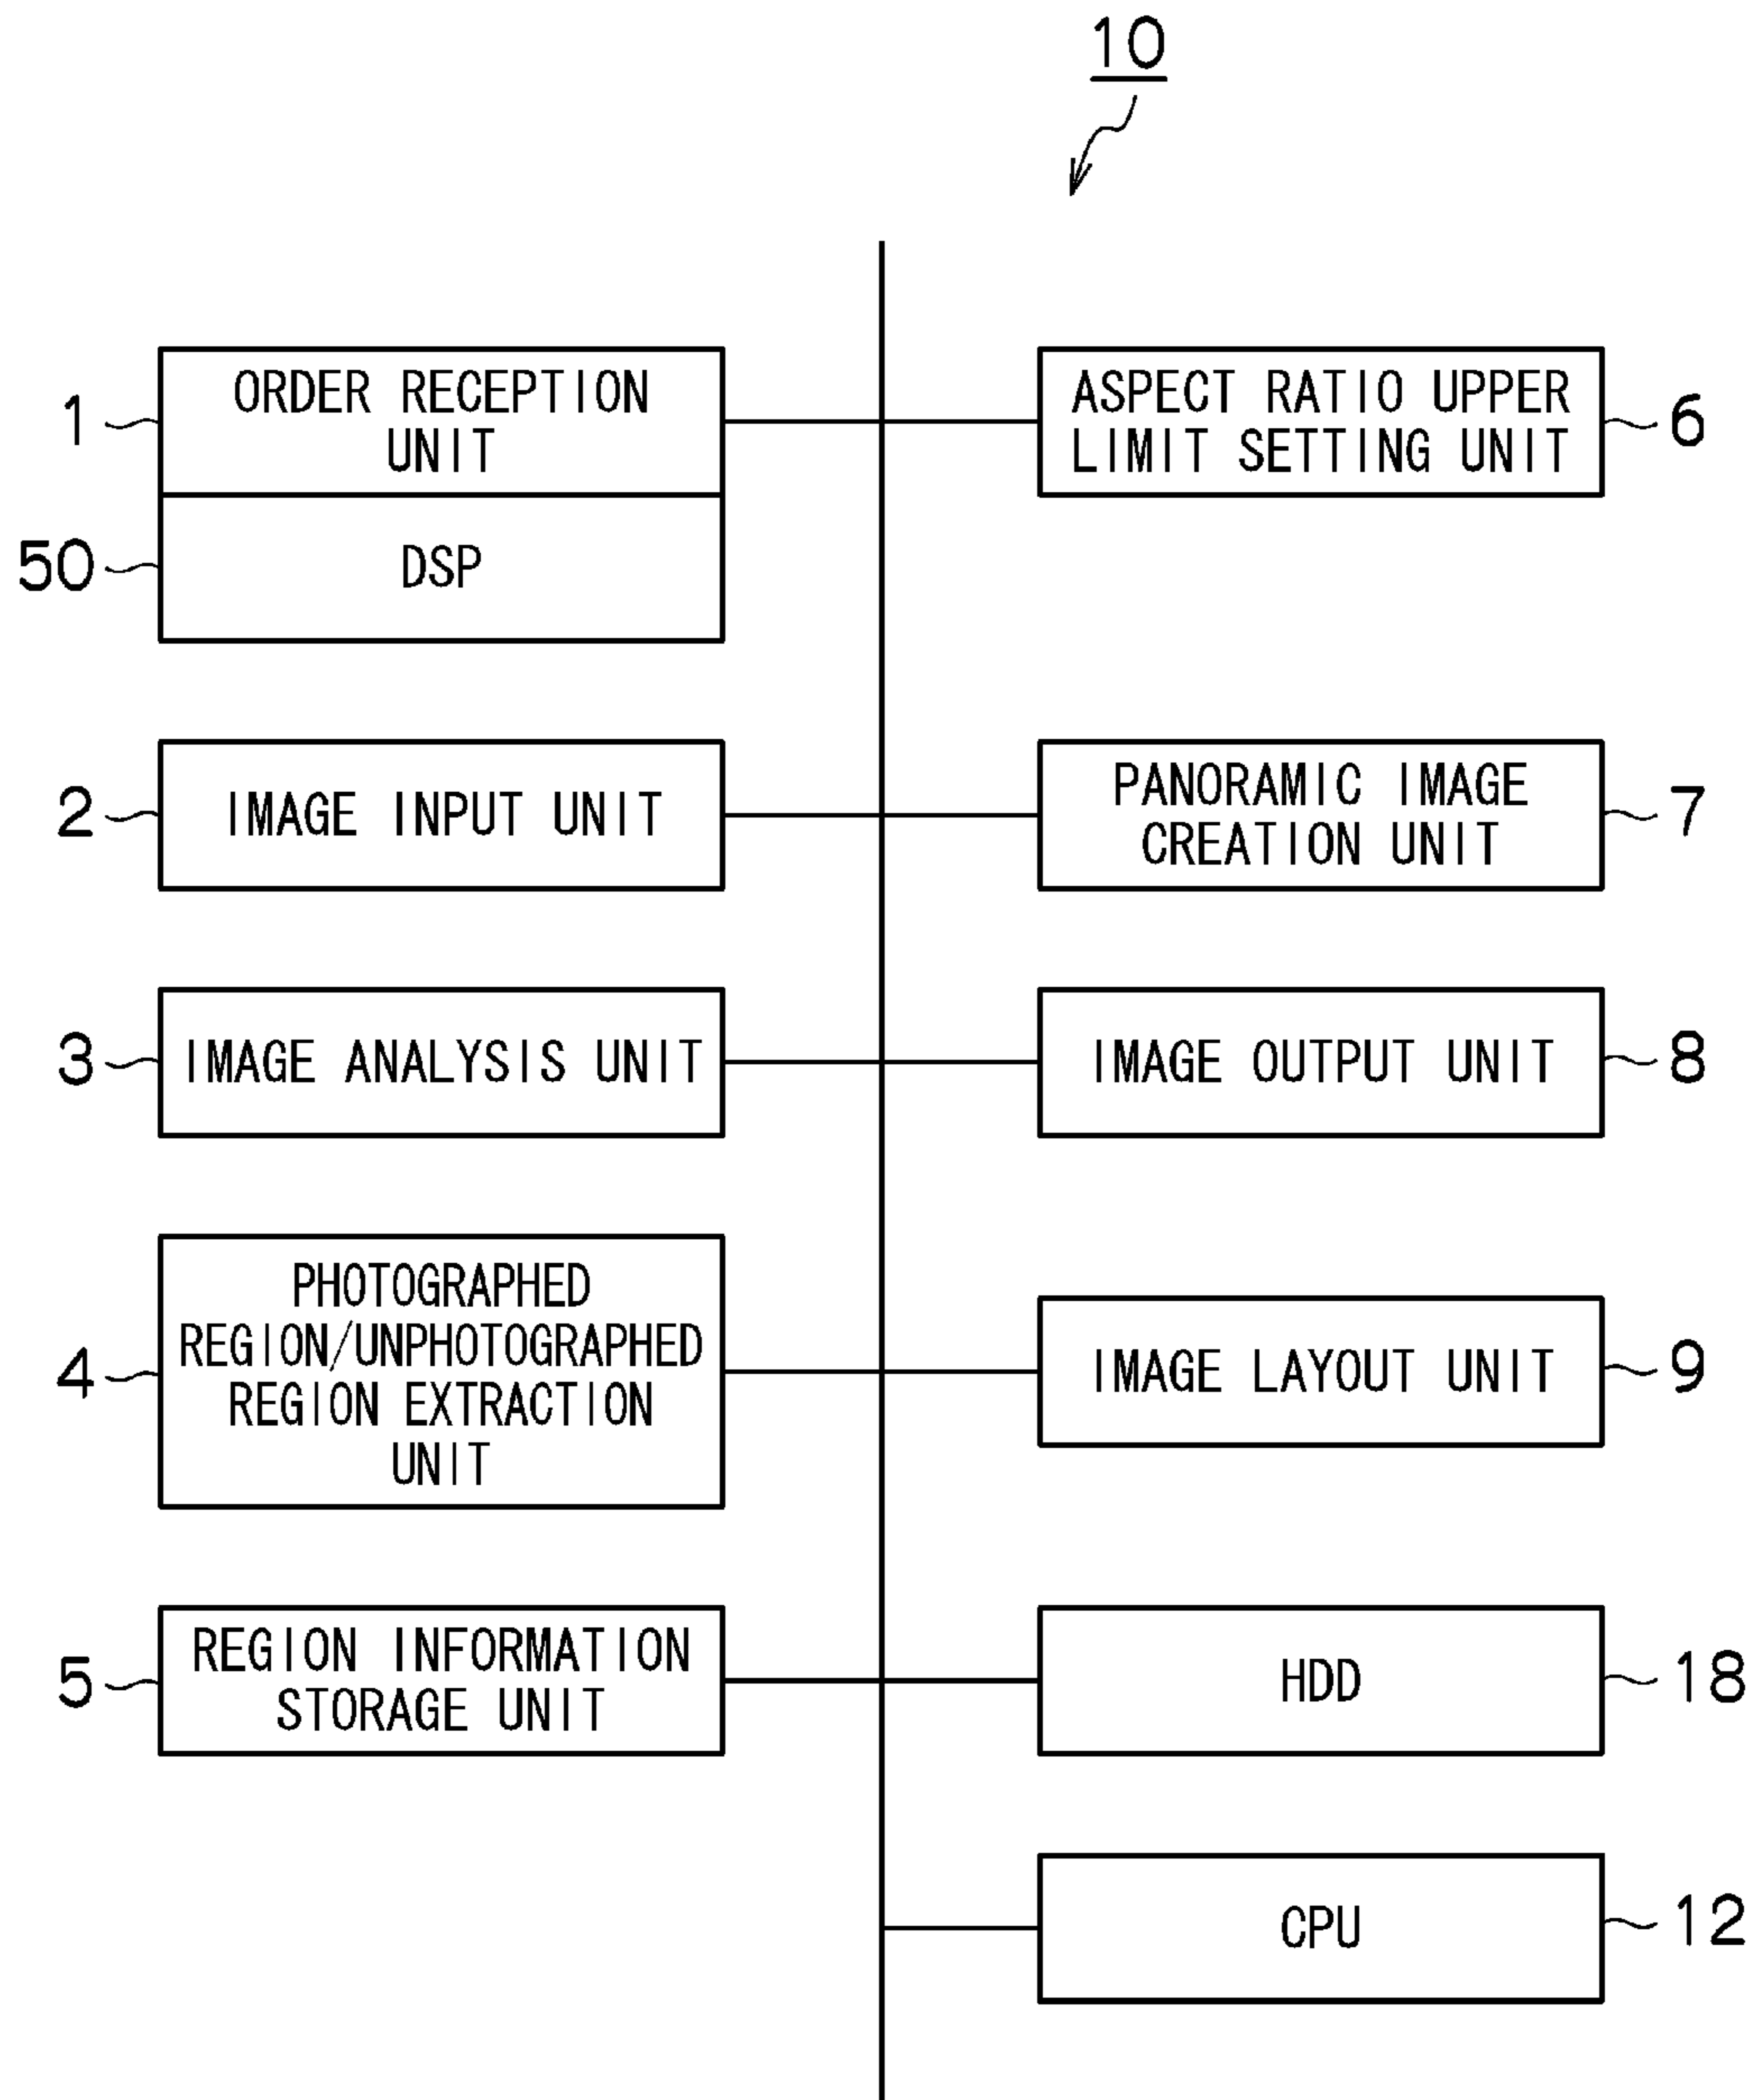 10
1
ORDER RECEPTION
UNIT
50
DSP
2
IMAGE INPUT UNIT
3
IMAGE ANALYSIS UNIT
4
PHOTOGRAPHED
REGION/UNPHOTOGRAPHED
REGION EXTRACTION
UNIT
5
REGION INFORMATION
STORAGE UNIT
ASPECT RATIO UPPER
LIMIT SETTING UNIT
6
PANORAMIC IMAGE
CREATION UNIT
7
IMAGE OUTPUT UNIT
8
IMAGE LAYOUT UNIT
9
HDD
18
CPU
12